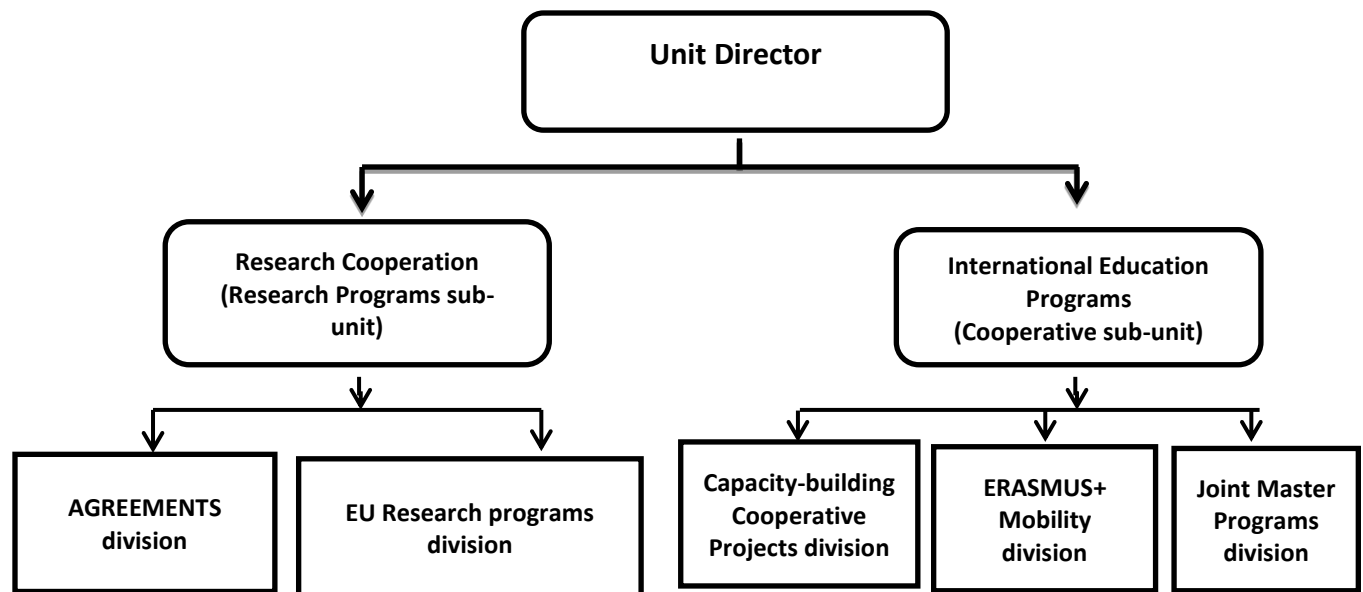 Unit Director
Research Cooperation
(Research Programs sub-
unit)
International Education
Programs
(Cooperative sub-unit)
AGREEMENTS
division
EU Research programs
division
Capacity-building
Cooperative
Projects division
ERASMUS+
Mobility
division
Joint Master
Programs
division